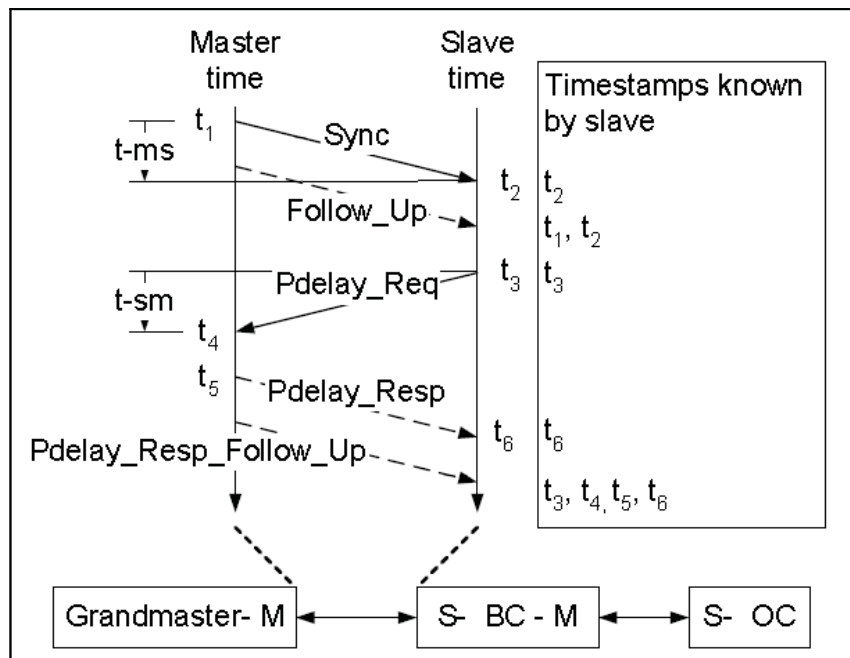 Master
time
Slave
time
Timestamps known
by slave
t1
Sync
t-ms
t2
t2
Follow_Up
t1, t2
Pdelay_Req
t3
t3
t-sm
t4
t5
Pdelay_Resp
t6
t6
Pdelay_Resp_Follow_Up
t3, t4, t5, t6
Grandmaster- M
S- BC - M
S- OC